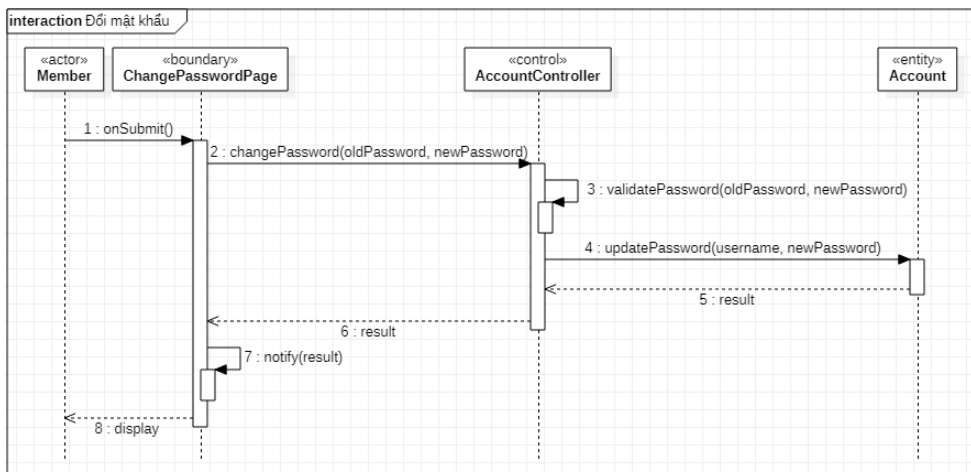 interaction Đổi mật khẩu
«actor»
Member
«boundary»
ChangePasswordPage
«control»
AccountController
«entity»
Account
1 : onSubmit()
2 : changePassword(oldPassword, newPassword)
3 : validatePassword(oldPassword, newPassword)
4 : updatePassword(username, newPassword)
5 : result
6 : result
7 : notify(result)
8 : display